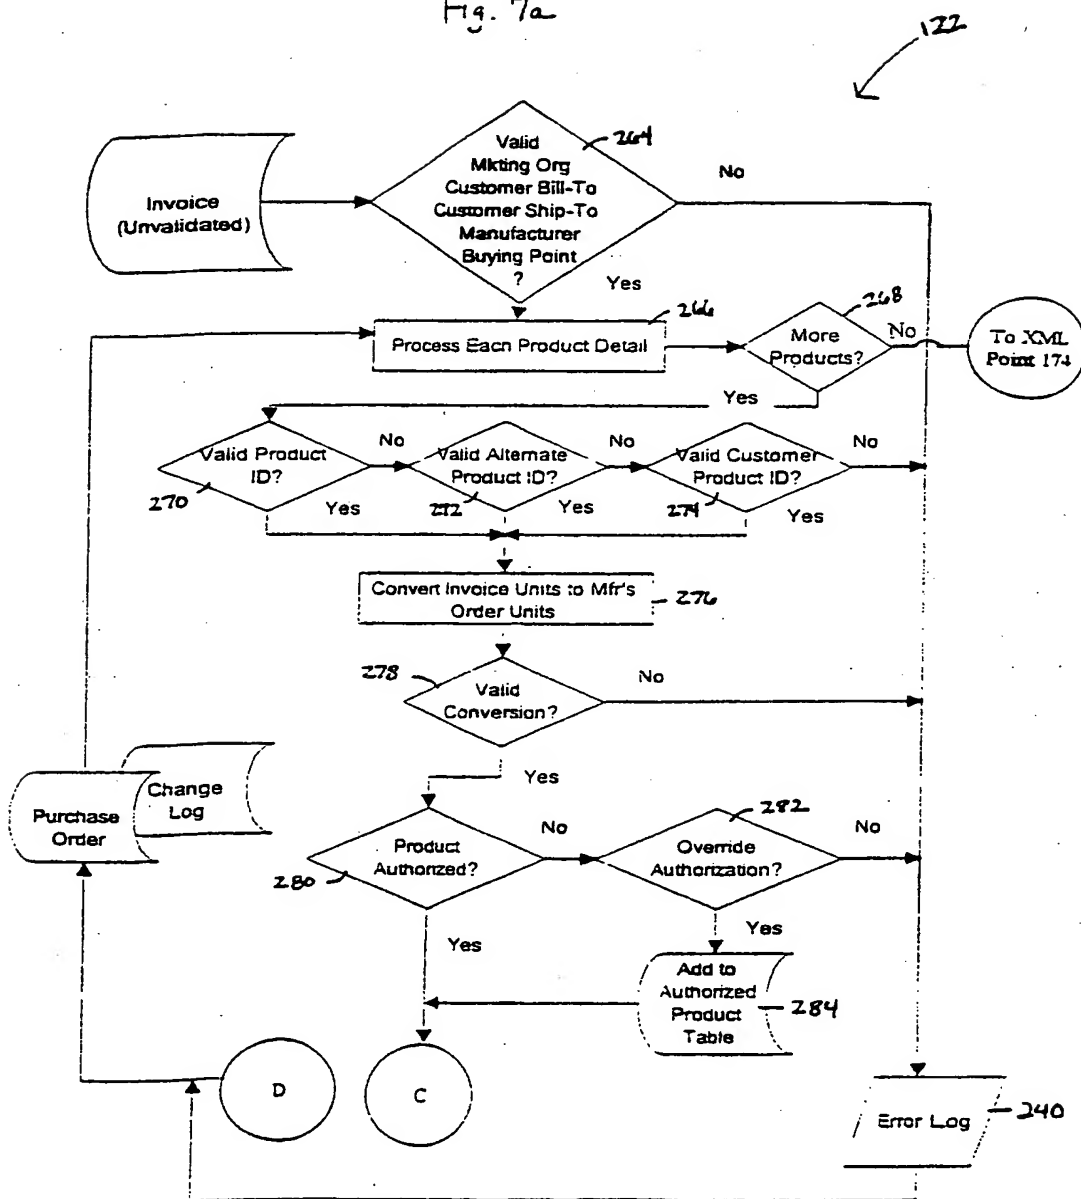 Fig. 7a
122
Valid
Mkting Org
Customer Bill-To
Customer Ship-To
Manufacturer
Buying Point
?
264
No
Invoice
(Unvalidated)
Yes
266
268
Process Each Product Detail
More
Products?
No
To XML
Point 174
Yes
Valid Product
ID?
No
Valid Alternate
Product ID?
No
Valid Customer
Product ID?
No
270
Yes
272
Yes
274
Yes
Convert Invoice Units to Mfr's
Order Units
276
278
Valid
Conversion?
No
Yes
Change
Log
Purchase
Order
282
Product
Authorized?
No
Override
Authorization?
No
280
Yes
Yes
Add to
Authorized
Product
Table
284
D
C
Error Log
240